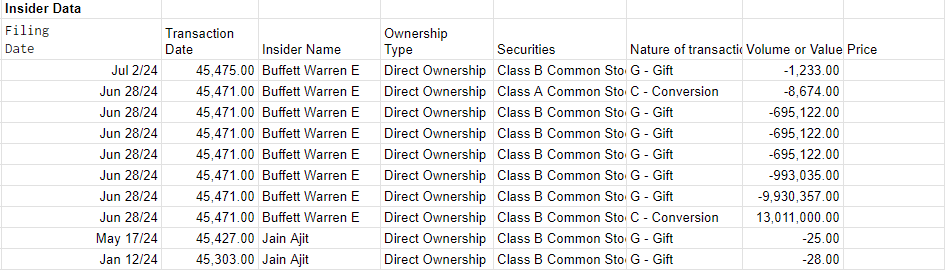 Insider Data
Filing Date Transaction Date Insider Name Ownership Type Securities Nature of transactio Volume or Value Price
Jul 2/24 45,475.00 Buffett Warren E Direct Ownership Class B Common Sto G - Gift -1,233.00
Jun 28/24 45,471.00 Buffett Warren E Direct Ownership Class A Common Sto C - Conversion -8,674.00
Jun 28/24 45,471.00 Buffett Warren E Direct Ownership Class B Common Sto G - Gift -695,122.00
Jun 28/24 45,471.00 Buffett Warren E Direct Ownership Class B Common Sto G - Gift -695,122.00
Jun 28/24 45,471.00 Buffett Warren E Direct Ownership Class B Common Sto G - Gift -695,122.00
Jun 28/24 45,471.00 Buffett Warren E Direct Ownership Class B Common Sto G - Gift -993,035.00
Jun 28/24 45,471.00 Buffett Warren E Direct Ownership Class B Common Sto G - Gift -9,930,357.00
Jun 28/24 45,471.00 Buffett Warren E Direct Ownership Class B Common Sto C - Conversion 13,011,000.00
May 17/24 45,427.00 Jain Ajit Direct Ownership Class B Common Sto G - Gift -25.00
Jan 12/24 45,303.00 Jain Ajit Direct Ownership Class B Common Sto G - Gift -28.00